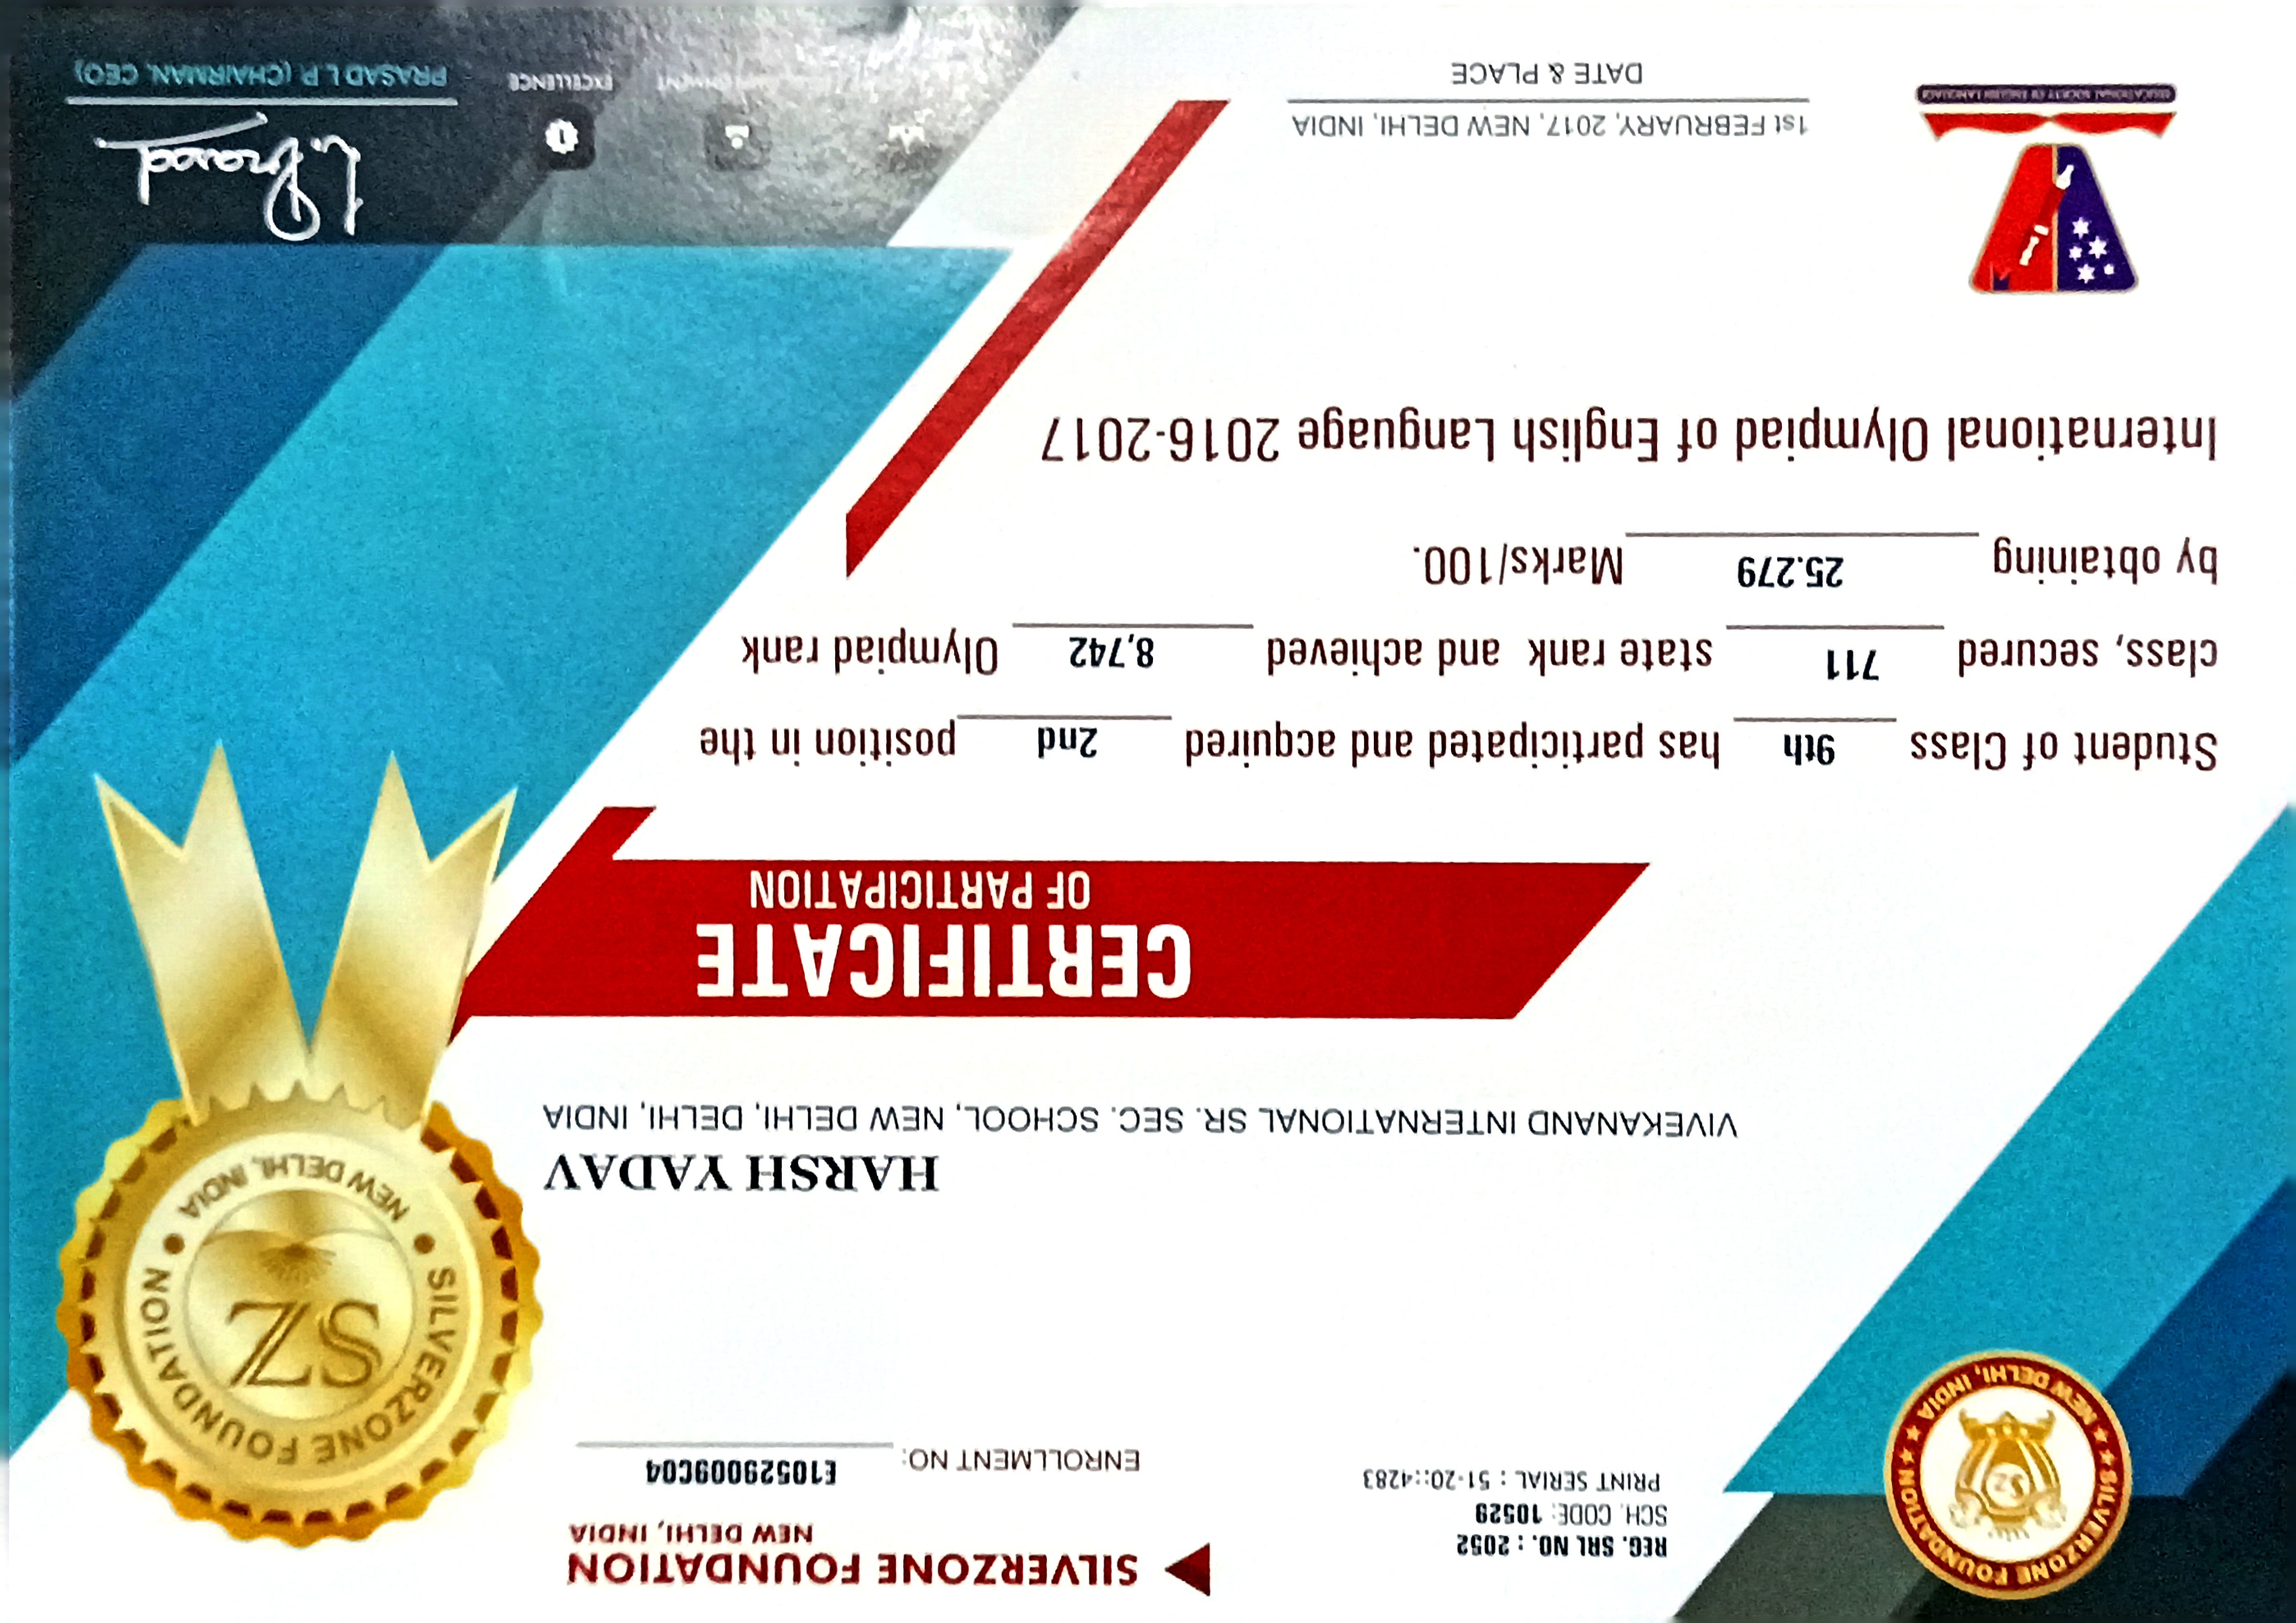 REG. SRL NO. : 2052
SCH. CODE: 10529
PRINT SERIAL : 51-20::4283
SILVERZONE FOUNDATION
NEW DELHI, INDIA
ENROLLMENT NO: E10529009C04
SILVERZONE FOUNDATION
NEW DELHI, INDIA
SZ
SILVERZONE FOUNDATION
NEW DELHI, INDIA
SZ
HARSH YADAV
VIVEKANAND INTERNATIONAL SR. SEC. SCHOOL, NEW DELHI, DELHI, INDIA
CERTIFICATE
OF PARTICIPATION
Student of Class 9th has participated and acquired 2nd position in the
class, secured 711 state rank and achieved 8,742 Olympiad rank
by obtaining 25.279 Marks/100.
International Olympiad of English Language 2016-2017
EDUCATIONAL SOCIETY OF ENGLISH LANGUAGE
1st FEBRUARY, 2017, NEW DELHI, INDIA
DATE & PLACE
EXCELLENCE
L. Prasad
PRASAD L P. (CHAIRMAN, CEO)